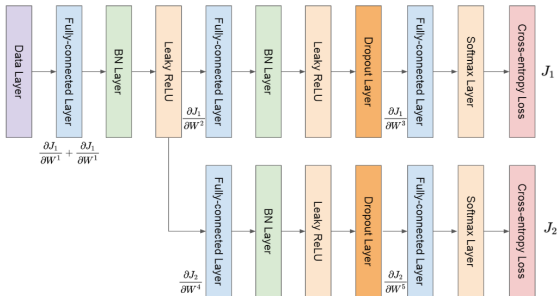 Data Layer
Fully-connected Layer
BN Layer
Leaky ReLU
Fully-connected Layer
BN Layer
Leaky ReLU
Dropout Layer
Fully-connected Layer
Softmax Layer
Cross-entropy Loss
J₁
∂J₁/∂W² ∂J₁/∂W³
∂J₁/∂W¹ + ∂J₁/∂W¹
Fully-connected Layer
BN Layer
Leaky ReLU
Dropout Layer
Fully-connected Layer
Softmax Layer
Cross-entropy Loss
J₂
∂J₂/∂W⁴ ∂J₂/∂W⁵